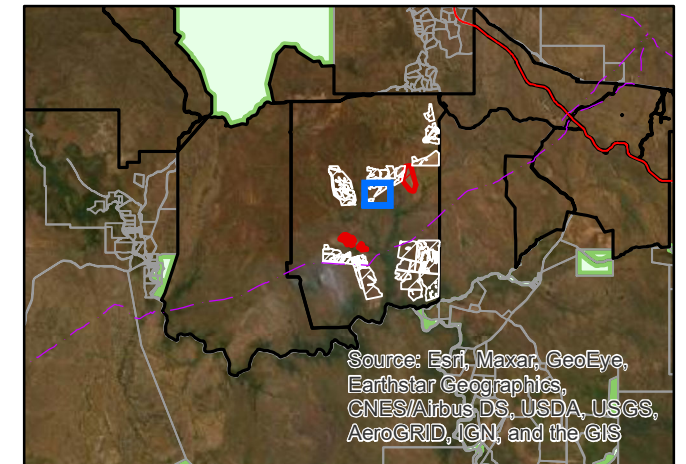 Source: Esri, Maxar, GeoEye,
Earthstar Geographics,
CNES/Airbus DS, USDA, USGS,
AeroGRID, IGN, and the GIS